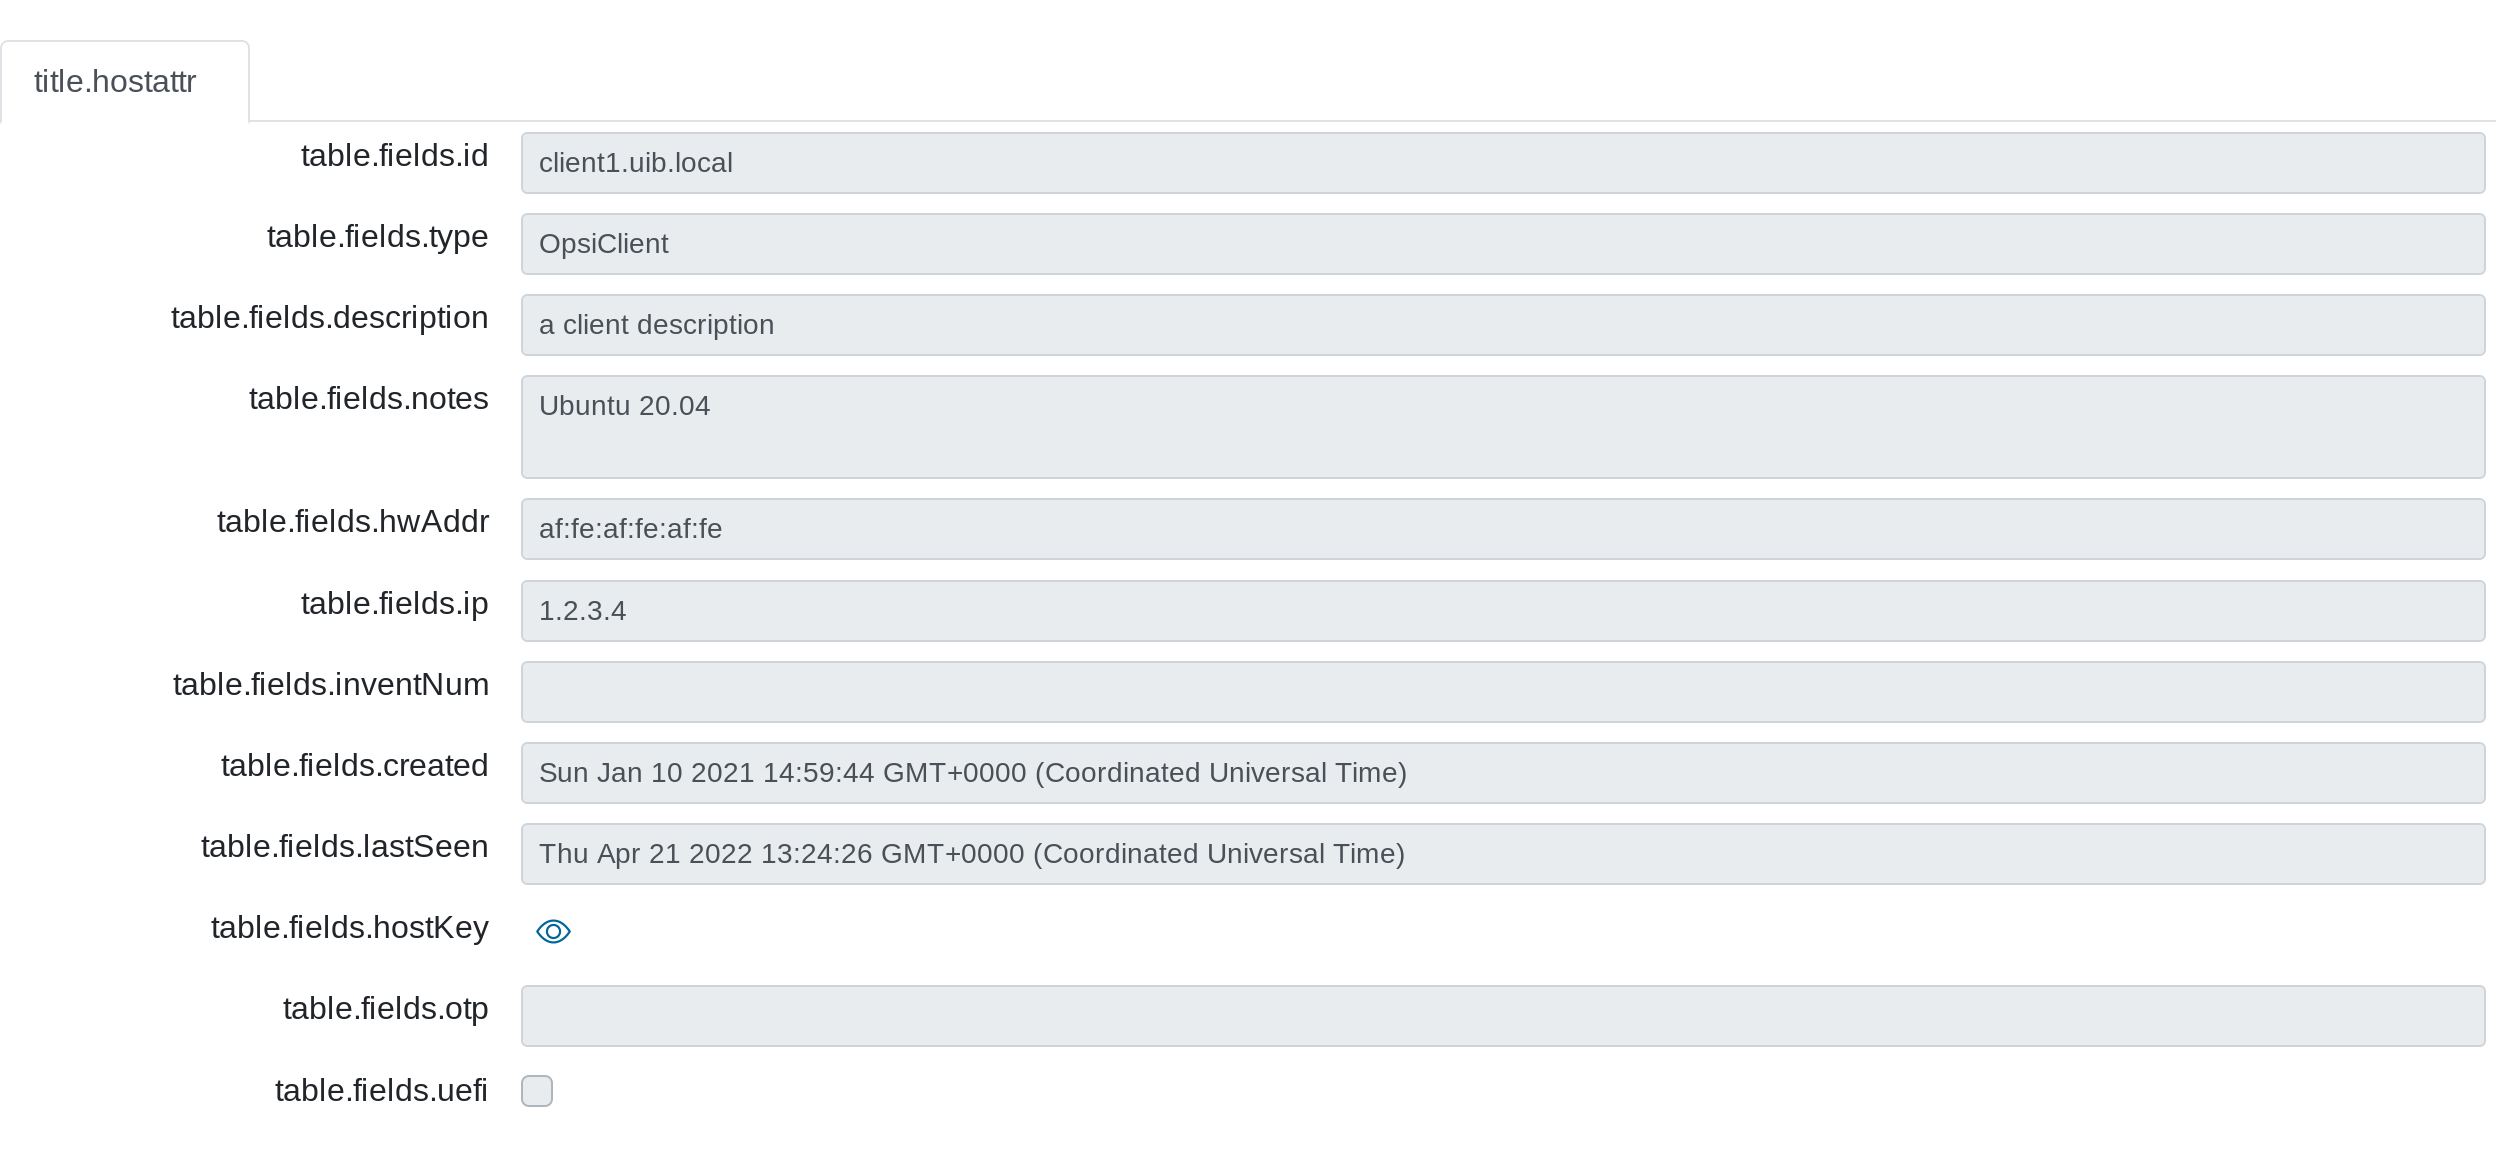 title.hostattr
table.fields.id client1.uib.local
table.fields.type OpsiClient
table.fields.description a client description
table.fields.notes Ubuntu 20.04
table.fields.hwAddr af:fe:af:fe:af:fe
table.fields.ip 1.2.3.4
table.fields.inventNum
table.fields.created Sun Jan 10 2021 14:59:44 GMT+0000 (Coordinated Universal Time)
table.fields.lastSeen Thu Apr 21 2022 13:24:26 GMT+0000 (Coordinated Universal Time)
table.fields.hostKey
table.fields.otp
table.fields.uefi